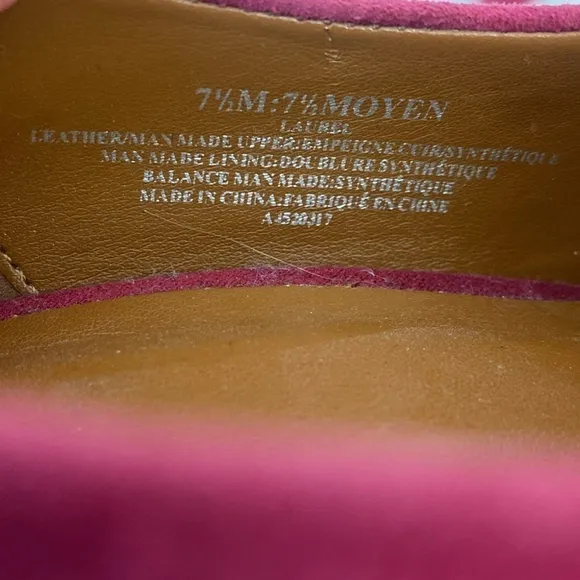 7½M:7½MOYEN
LAUREL
LEATHER/MAN MADE UPPER:EMPEIGNE CUIR/SYNTHÉTIQUE
MAN MADE LINING:DOUBLURE SYNTHÉTIQUE
BALANCE MAN MADE:SYNTHÉTIQUE
MADE IN CHINA:FABRIQUÉ EN CHINE
AJ520317